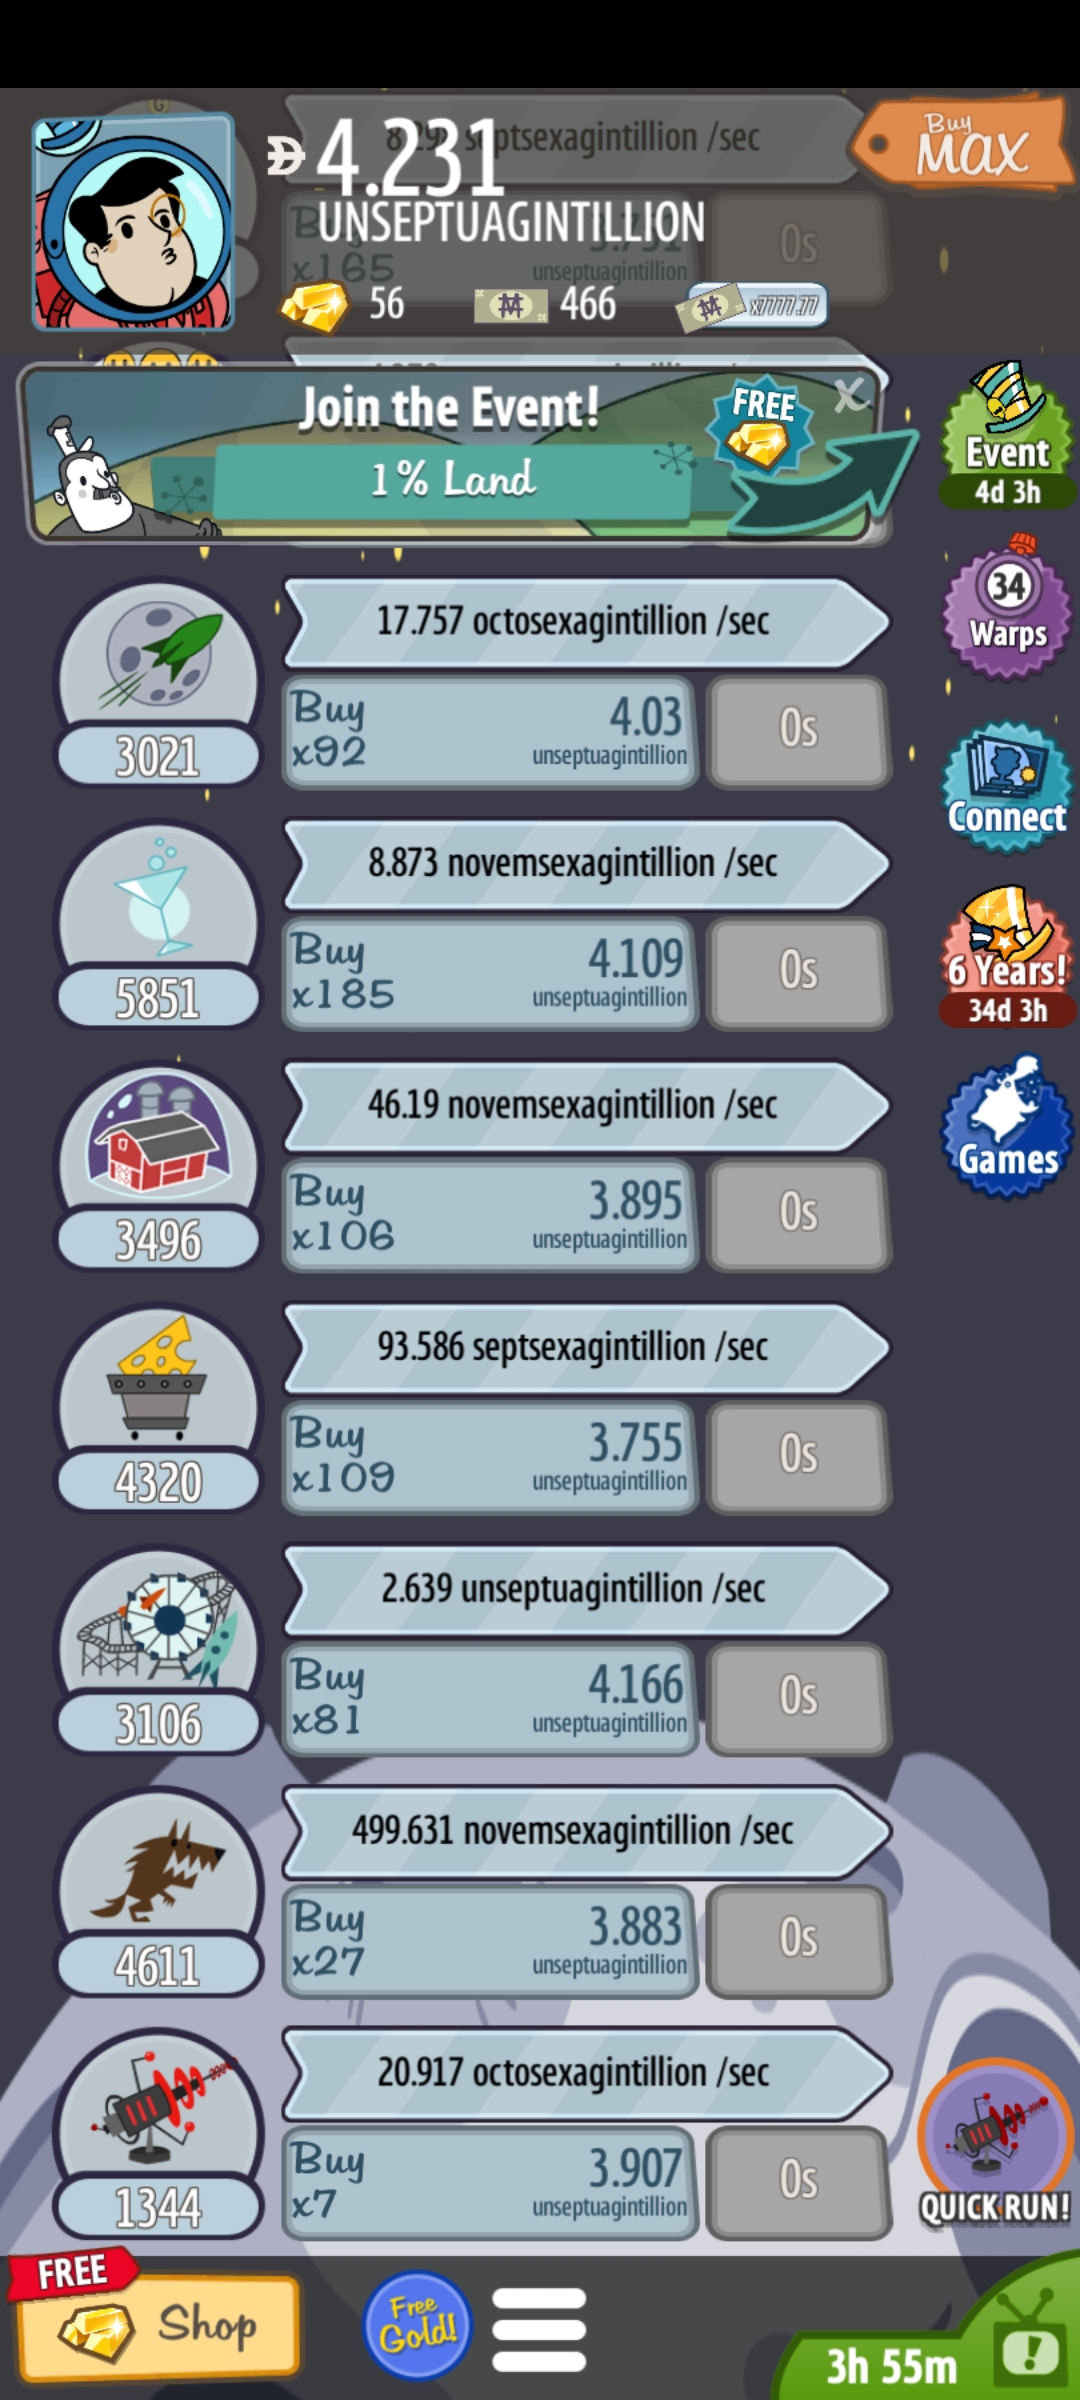 septsexagintillion /sec
4.231
UNSEPTUAGINTILLION
Buy
MAX
x165
unseptuagintillion
0s
56
466
x7777.77
Join the Event!
1% Land
FREE
X
Event
4d 3h
17.757 octosexagintillion /sec
Buy
x92
4.03
unseptuagintillion
0s
3021
34
Warps
8.873 novemsexagintillion /sec
Buy
x185
4.109
unseptuagintillion
0s
5851
Connect
6 Years!
34d 3h
46.19 novemsexagintillion /sec
Buy
x106
3.895
unseptuagintillion
0s
3496
Games
93.586 septsexagintillion /sec
Buy
x109
3.755
unseptuagintillion
0s
4320
2.639 unseptuagintillion /sec
Buy
x81
4.166
unseptuagintillion
0s
3106
499.631 novemsexagintillion /sec
Buy
x27
3.883
unseptuagintillion
0s
4611
20.917 octosexagintillion /sec
Buy
x7
3.907
unseptuagintillion
0s
1344
QUICK RUN!
FREE
Shop
Free
Gold!
3h 55m
!